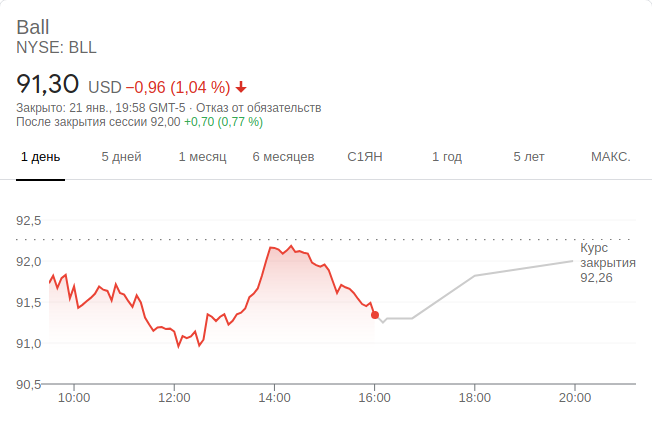 Ball
NYSE: BLL
91,30 USD −0,96 (1,04 %)
Закрыто: 21 янв., 19:58 GMT-5 · Отказ от обязательств
После закрытия сессии 92,00 +0,70 (0,77 %)
1 день 5 дней 1 месяц 6 месяцев С1ЯН 1 год 5 лет МАКС.
92,5
Курс
92,0 закрытия
92,26
91,5
91,0
90,5
10:00 12:00 14:00 16:00 18:00 20:00